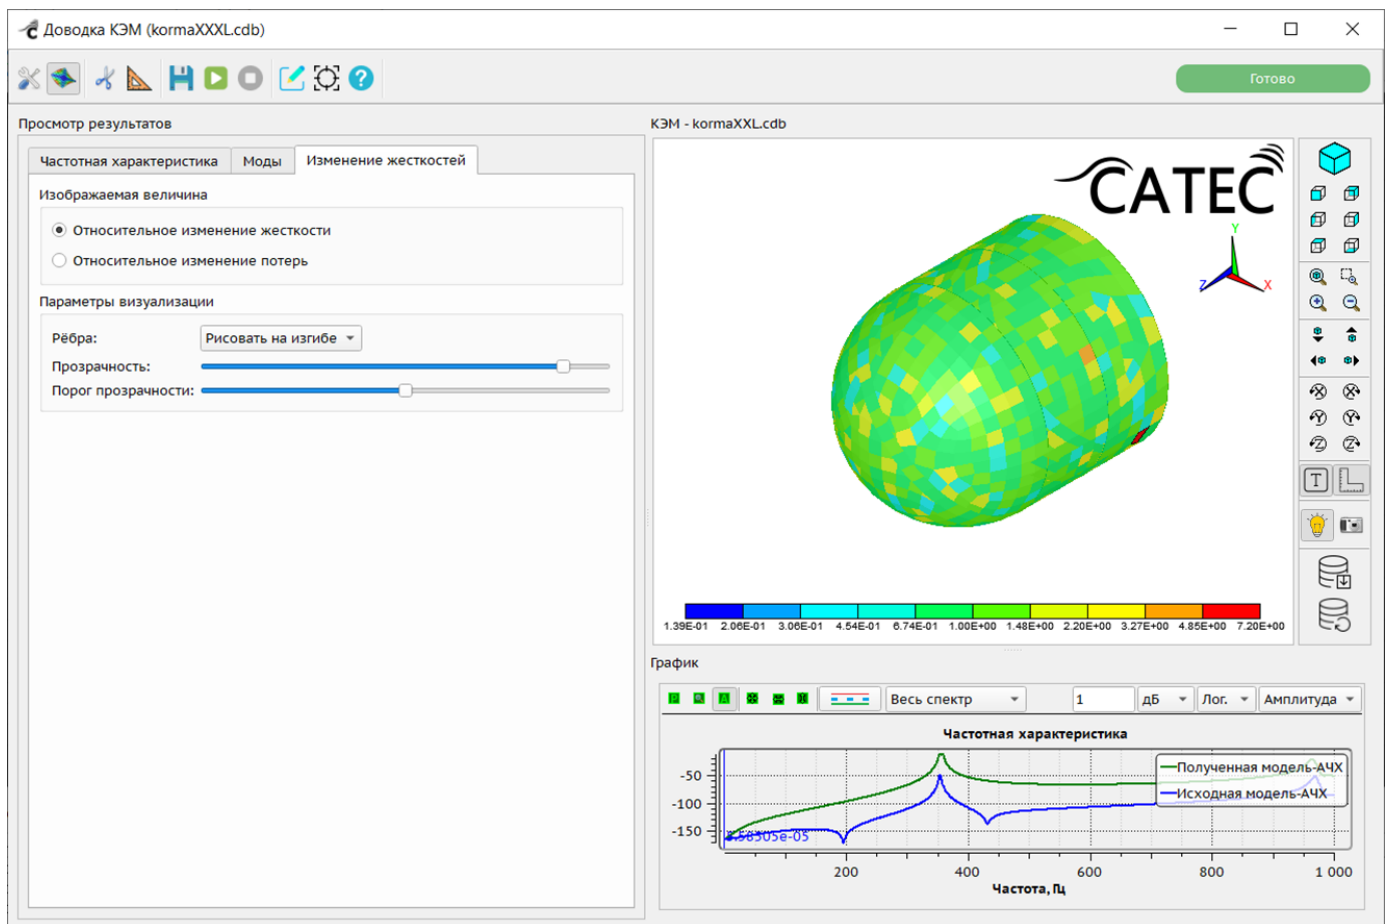 Доводка КЭМ (kormaXXXL.cdb)
Готово
Просмотр результатов
Частотная характеристика Моды Изменение жесткостей
Изображаемая величина
Относительное изменение жесткости
Относительное изменение потерь
Параметры визуализации
Рёбра: Рисовать на изгибе
Прозрачность:
Порог прозрачности:
КЭМ - kormaXXL.cdb
CATEC
Y
Z X
1.39E-01 2.06E-01 3.06E-01 4.54E-01 6.74E-01 1.00E+00 1.48E+00 2.20E+00 3.27E+00 4.85E+00 7.20E+00
X X
Y Y
Z Z
T
График
P A
Весь спектр 1 дБ Лог. Амплитуда
Частотная характеристика
Полученная модель-АЧХ
Исходная модель-АЧХ
-50
-100
-150
58505e-05
200 400 600 800 1 000
Частота, Гц